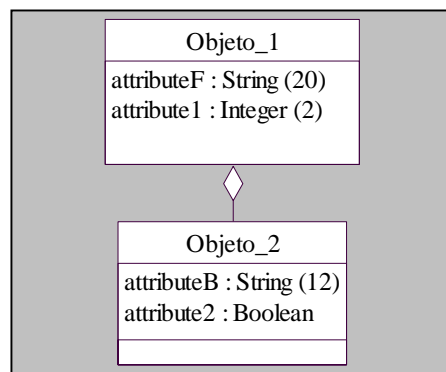 Objeto_1
attributeF : String (20)
attribute1 : Integer (2)
Objeto_2
attributeB : String (12)
attribute2 : Boolean